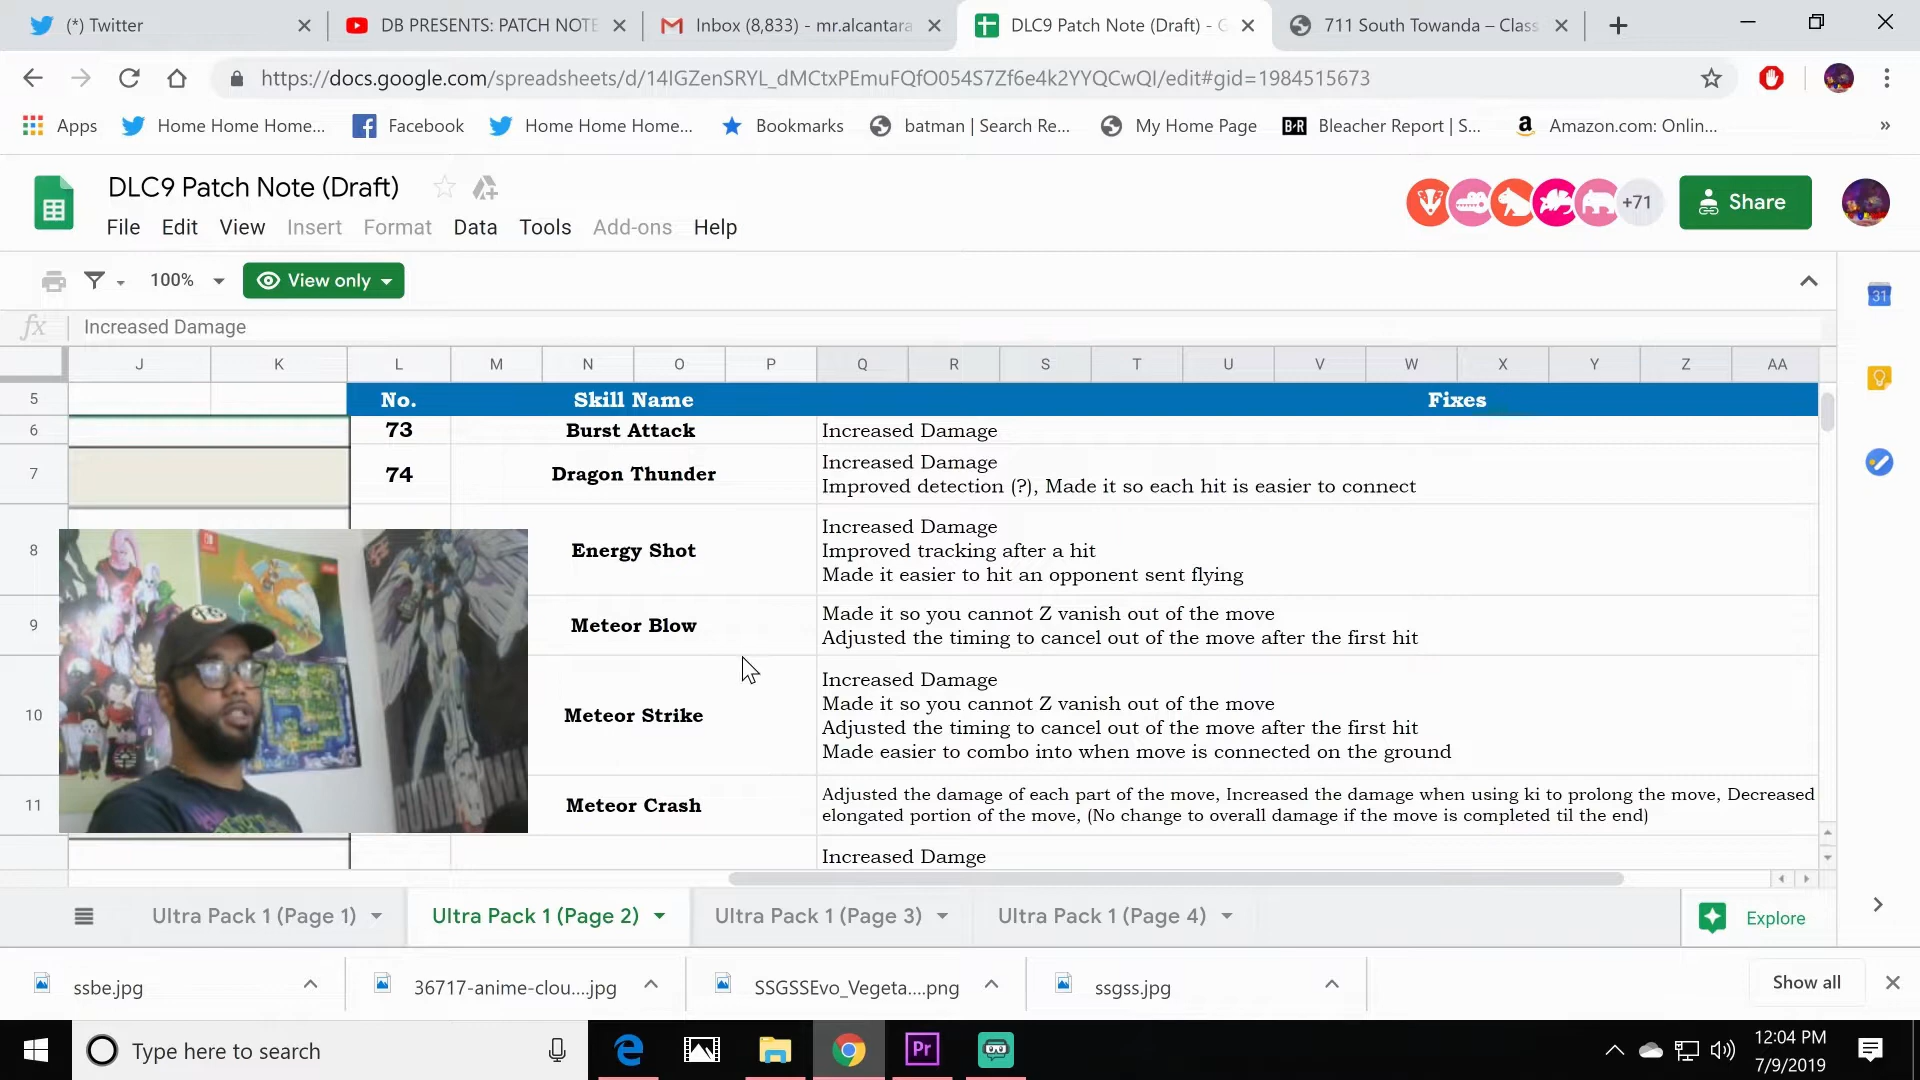 (*) Twitter
DB PRESENTS: PATCH NOTE
Inbox (8,833) - mr.alcantara
DLC9 Patch Note (Draft) - G
711 South Towanda – Class
https://docs.google.com/spreadsheets/d/14IGZenSRYL_dMCtxPEmuFQfO054S7Zf6e4k2YYQCwQI/edit#gid=1984515673
Apps
Home Home Home...
Facebook
Home Home Home...
Bookmarks
batman | Search Re...
My Home Page
B/R
Bleacher Report | S...
Amazon.com: Onlin...
DLC9 Patch Note (Draft)
+71
Share
File Edit View Insert Format Data Tools Add-ons Help
100%
View only
31
fx
Increased Damage
J K L M N O P Q R S T U V W X Y Z AA
5 No. Skill Name Fixes
6 73 Burst Attack Increased Damage
7 74 Dragon Thunder Increased Damage
Improved detection (?), Made it so each hit is easier to connect
8 Energy Shot Increased Damage
Improved tracking after a hit
Made it easier to hit an opponent sent flying
9 Meteor Blow Made it so you cannot Z vanish out of the move
Adjusted the timing to cancel out of the move after the first hit
10 Meteor Strike Increased Damage
Made it so you cannot Z vanish out of the move
Adjusted the timing to cancel out of the move after the first hit
Made easier to combo into when move is connected on the ground
11 Meteor Crash Adjusted the damage of each part of the move, Increased the damage when using ki to prolong the move, Decreased
elongated portion of the move, (No change to overall damage if the move is completed til the end)
Increased Damge
Ultra Pack 1 (Page 1)
Ultra Pack 1 (Page 2)
Ultra Pack 1 (Page 3)
Ultra Pack 1 (Page 4)
Explore
ssbe.jpg
36717-anime-clou....jpg
SSGSSEvo_Vegeta....png
ssgss.jpg
Show all
Type here to search
Pr
12:04 PM
7/9/2019